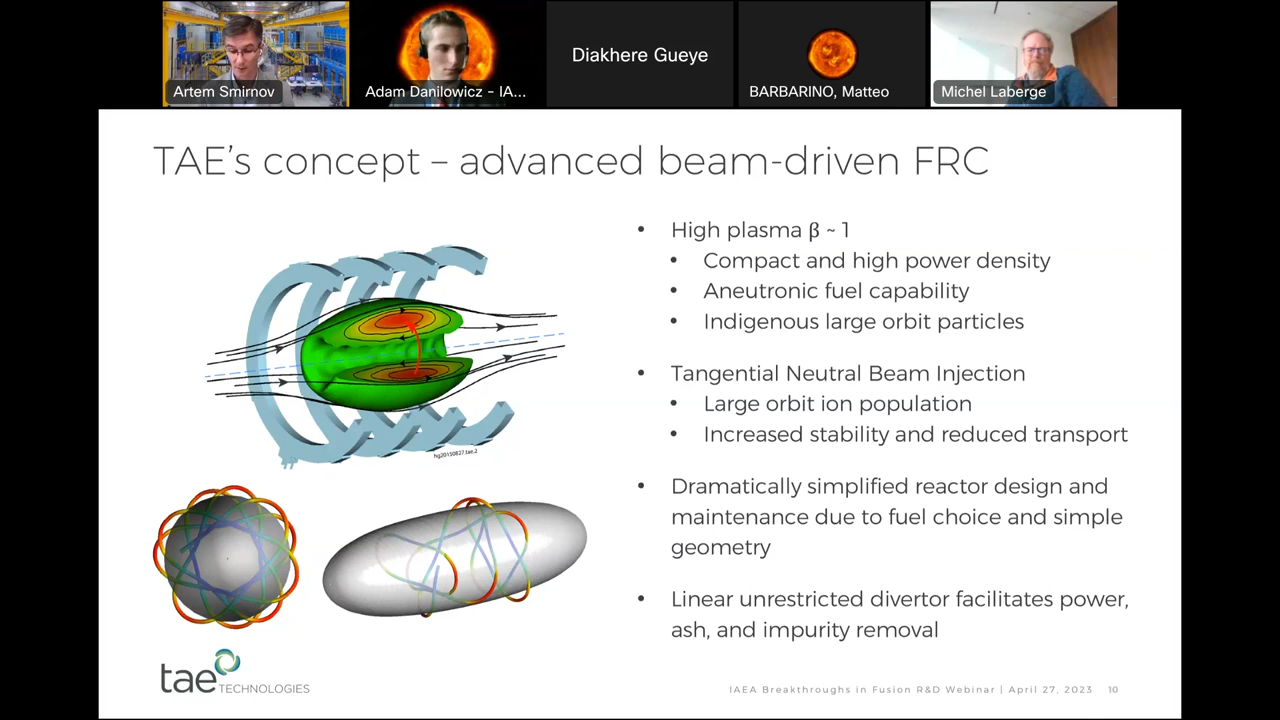 Artem Smirnov
Adam Danilowicz - IA...
Diakhere Gueye
BARBARINO, Matteo
Michel Laberge
TAE's concept – advanced beam-driven FRC
• High plasma β ~ 1
• Compact and high power density
• Aneutronic fuel capability
• Indigenous large orbit particles
• Tangential Neutral Beam Injection
• Large orbit ion population
• Increased stability and reduced transport
• Dramatically simplified reactor design and
maintenance due to fuel choice and simple
geometry
• Linear unrestricted divertor facilitates power,
ash, and impurity removal
hg20150827.tae.2
tae TECHNOLOGIES
IAEA Breakthroughs in Fusion R&D Webinar | April 27, 2023 10